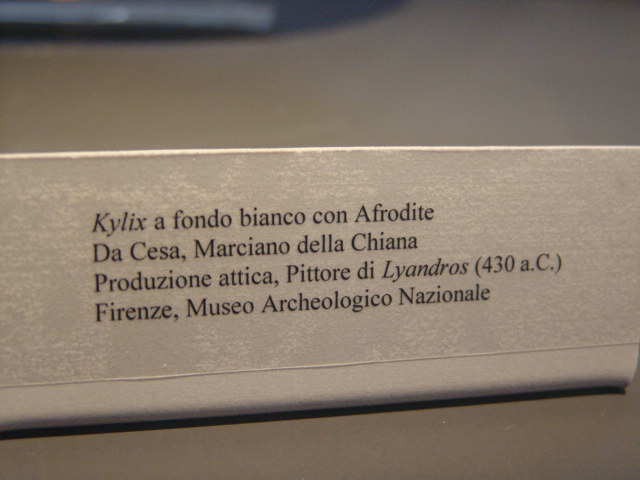 Kylix a fondo bianco con Afrodite
Da Cesa, Marciano della Chiana
Produzione attica, Pittore di Lyandros (430 a.C.)
Firenze, Museo Archeologico Nazionale